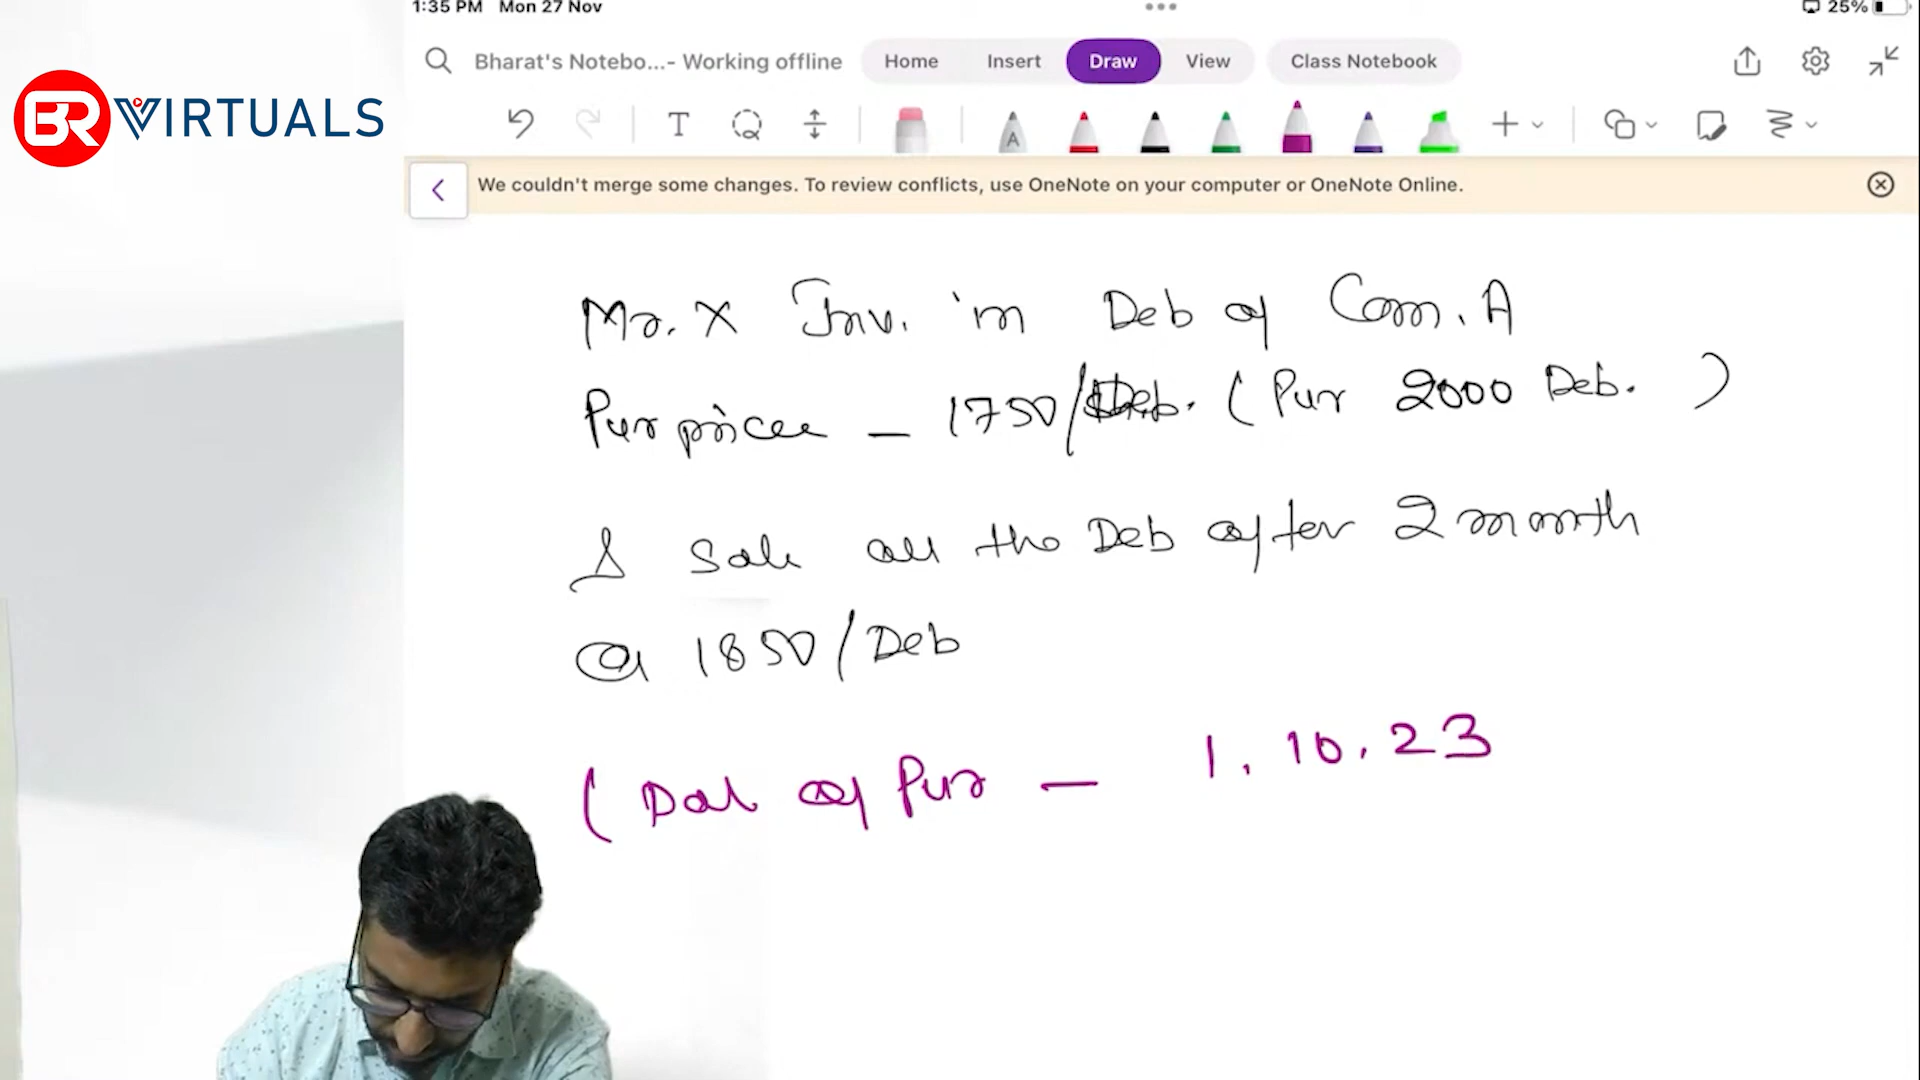 1:35 PM Mon 27 Nov
25%
BR VIRTUALS
Bharat's Notebo...- Working offline
Home Insert Draw View Class Notebook
T
A
We couldn't merge some changes. To review conflicts, use OneNote on your computer or OneNote Online.
Mr. X Inv. in Deb of Com. A
Pur price - 1750/Deb. (Pur 2000 Deb. )
& Sale all the Deb after 2 month
@ 1850/Deb
(Dat of Pur - 1.10.23